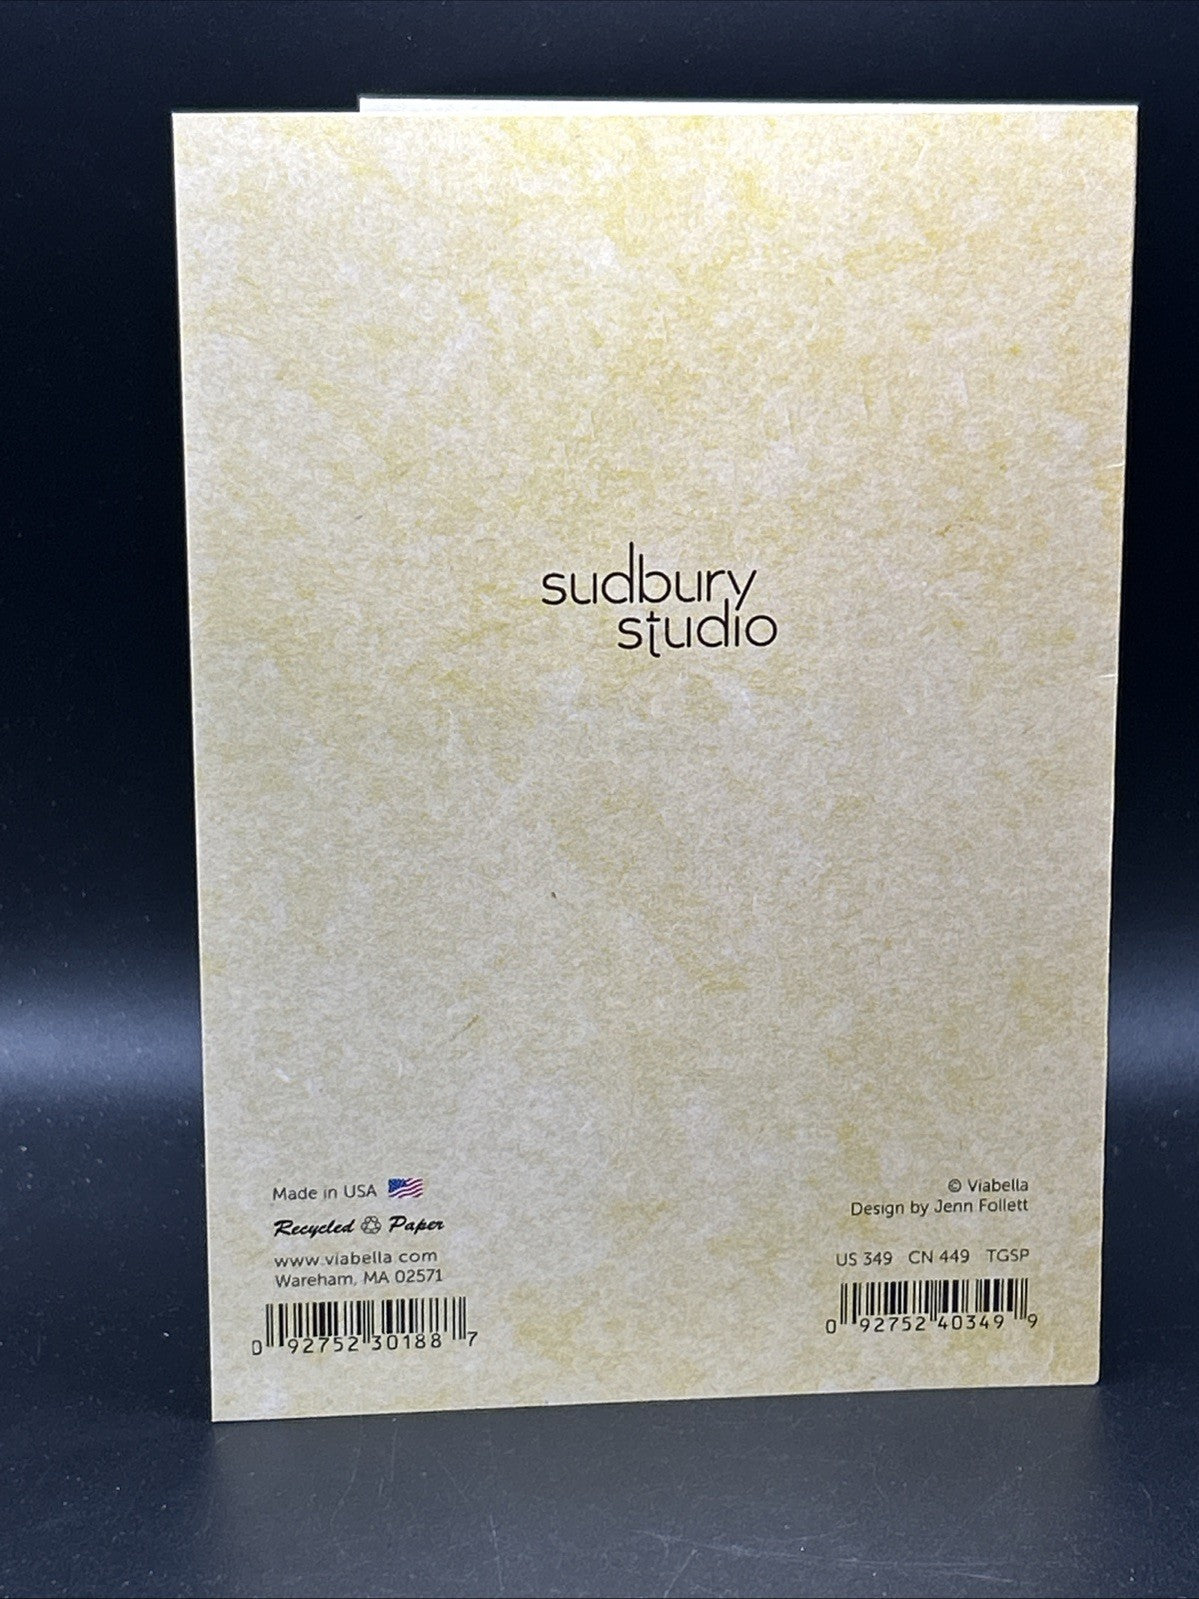 sudbury
studio
Made in USA
Recycled Paper
www.viabella.com
Wareham, MA 02571
0 92752 30188 7
© Viabella
Design by Jenn Follett
US 349 CN 449 TGSP
0 92752 40349 9